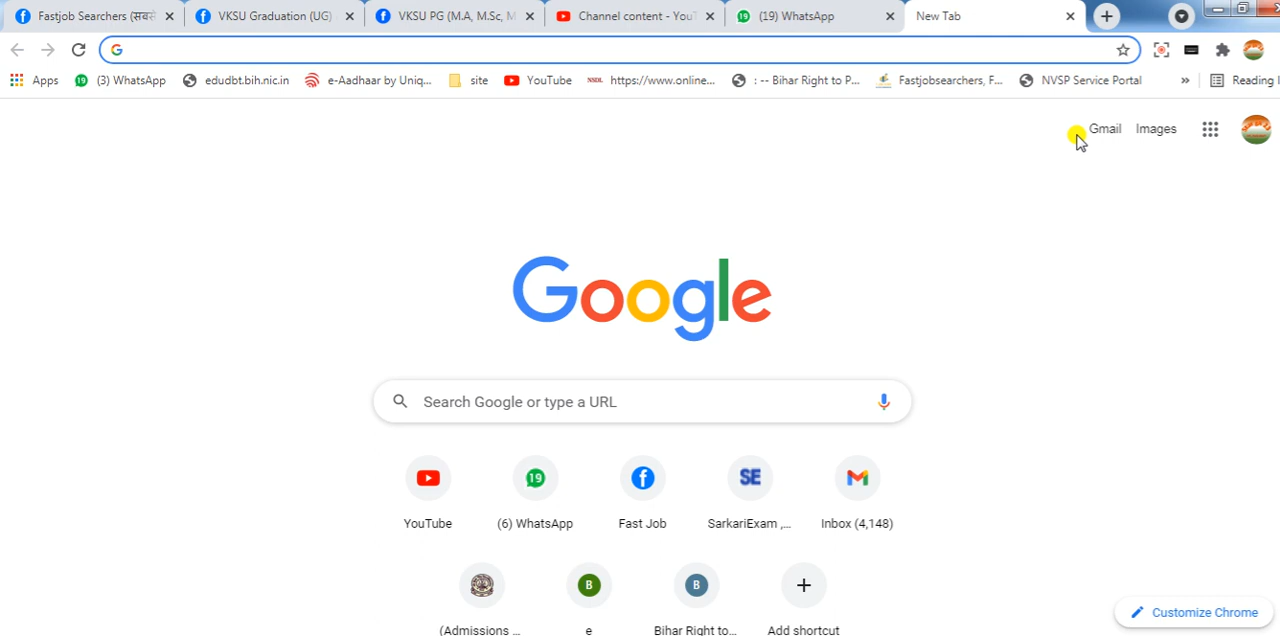 Fastjob Searchers (सबसे
VKSU Graduation (UG)
VKSU PG (M.A, M.Sc, M
Channel content - YouT
(19) WhatsApp
New Tab
Apps
(3) WhatsApp
edudbt.bih.nic.in
e-Aadhaar by Uniq...
site
YouTube
NSDL https://www.online...
: -- Bihar Right to P...
Fastjobsearchers, F...
NVSP Service Portal
»
Reading l
Gmail Images
Google
Search Google or type a URL
19
SE
YouTube
(6) WhatsApp
Fast Job
SarkariExam ,...
Inbox (4,148)
B
B
(Admissions ...
e
Bihar Right to...
Add shortcut
Customize Chrome